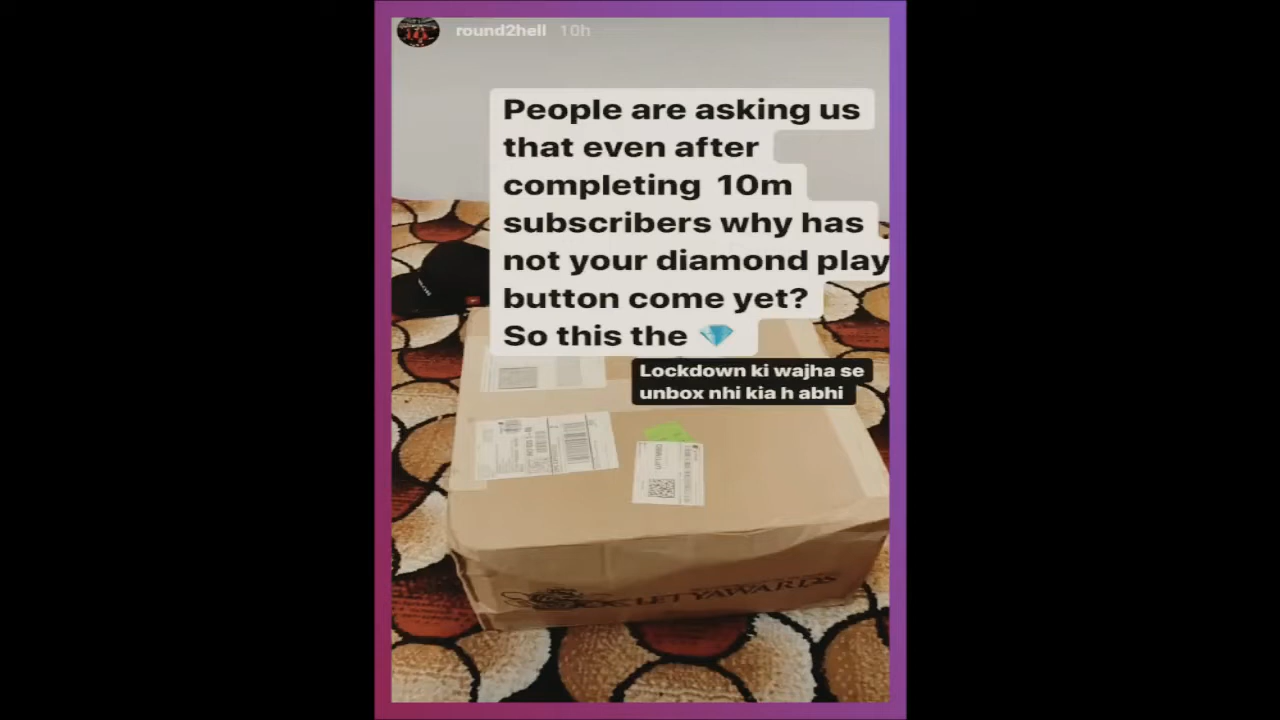 round2hell 10h
People are asking us
that even after
completing 10m
subscribers why has
not your diamond play
button come yet?
So this the 💎
Lockdown ki wajha se
unbox nhi kia h abhi
SOCIETYAWARDS